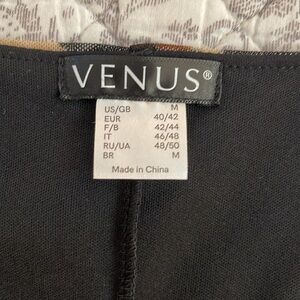 VENUS®
US/GB M
EUR 40/42
F/B 42/44
IT 46/48
RU/UA 48/50
BR M
Made in China